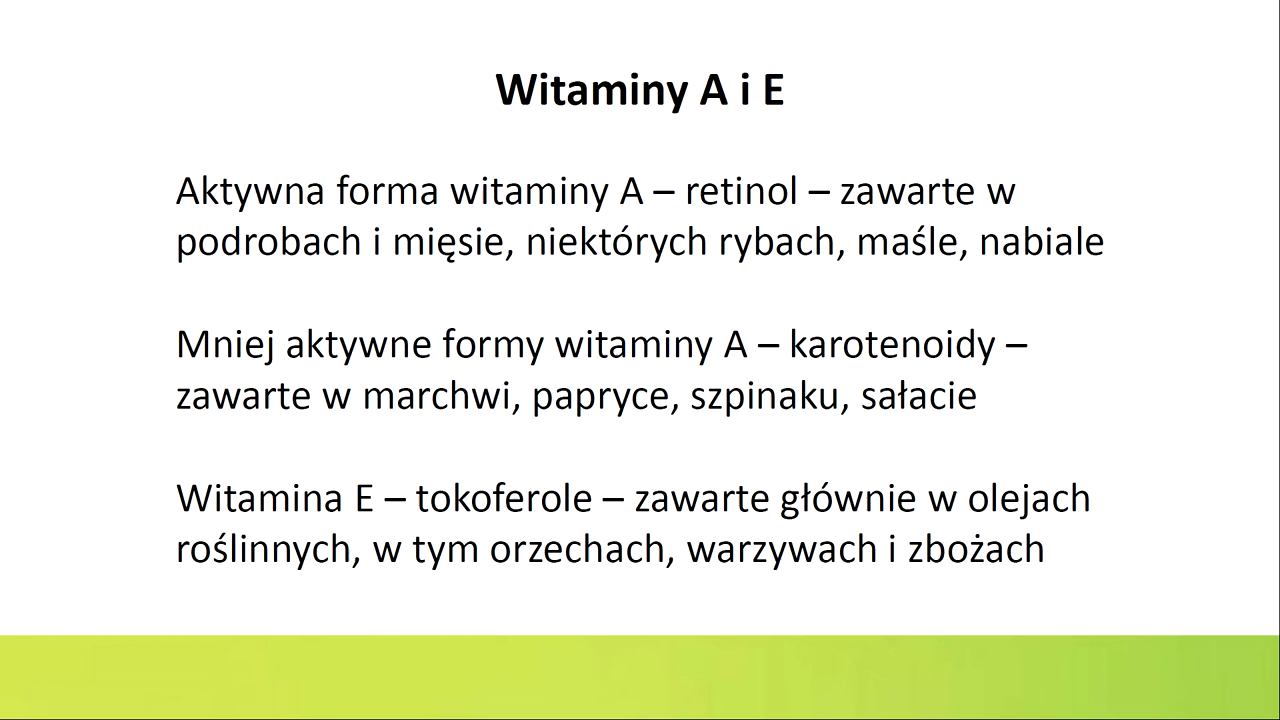 Witaminy A i E
Aktywna forma witaminy A – retinol – zawarte w
podrobach i mięsie, niektórych rybach, maśle, nabiale
Mniej aktywne formy witaminy A – karotenoidy –
zawarte w marchwi, papryce, szpinaku, sałacie
Witamina E – tokoferole – zawarte głównie w olejach
roślinnych, w tym orzechach, warzywach i zbożach